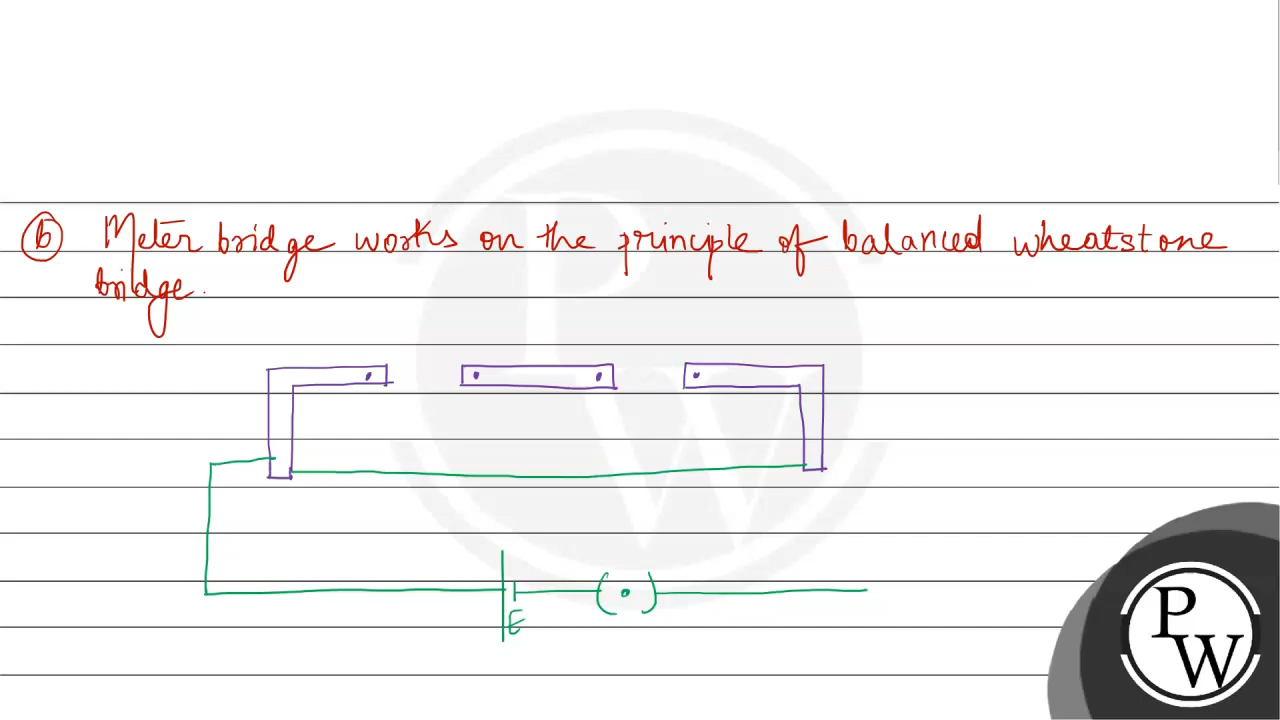 (b) Meter bridge works on the principle of balanced wheatstone
bridge.
E
P
W
P
W